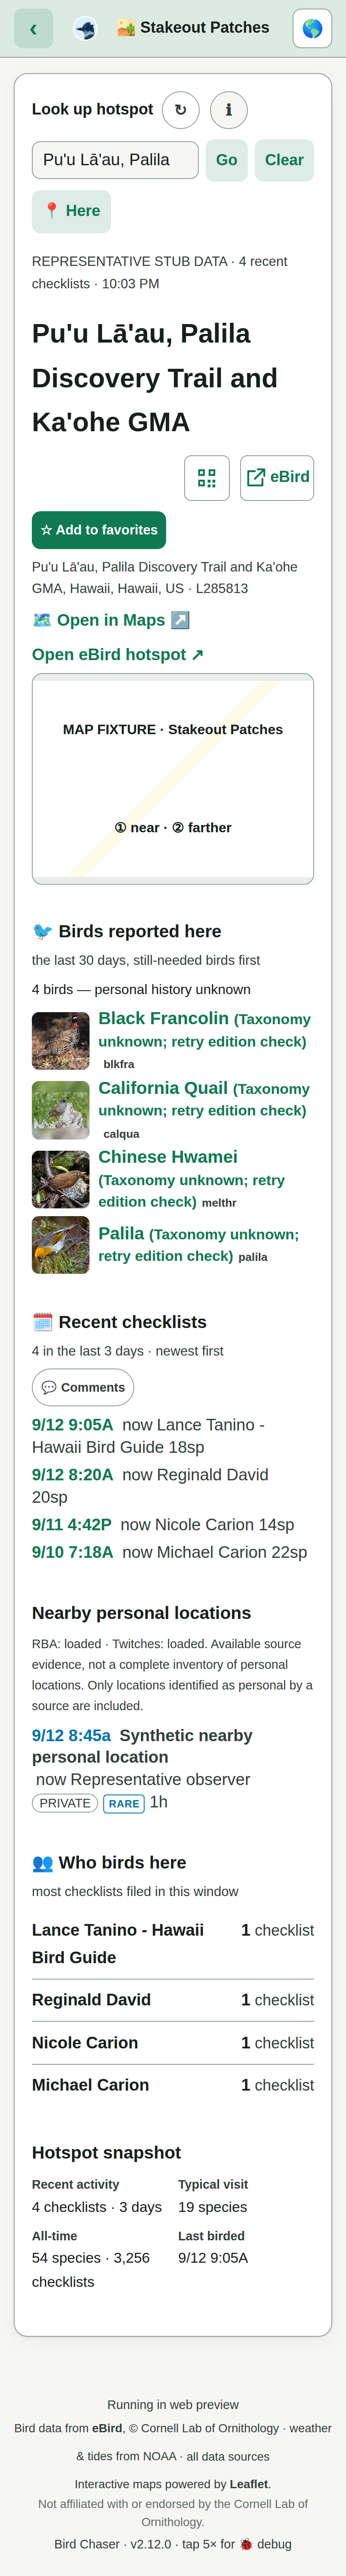 ‹ 🏜️ Stakeout Patches 🌎
Look up hotspot ↻ ℹ
Pu'u Lā'au, Palila Go Clear
📍 Here
REPRESENTATIVE STUB DATA · 4 recent
checklists · 10:03 PM
Pu'u Lā'au, Palila
Discovery Trail and
Ka'ohe GMA
eBird
☆ Add to favorites
Pu'u Lā'au, Palila Discovery Trail and Ka'ohe
GMA, Hawaii, Hawaii, US · L285813
🗺️ Open in Maps ↗️
Open eBird hotspot ↗
MAP FIXTURE · Stakeout Patches
① near · ② farther
🐦 Birds reported here
the last 30 days, still-needed birds first
4 birds — personal history unknown
Black Francolin (Taxonomy
unknown; retry edition check)
blkfra
California Quail (Taxonomy
unknown; retry edition check)
calqua
Chinese Hwamei
(Taxonomy unknown; retry
edition check) melthr
Palila (Taxonomy unknown;
retry edition check) palila
🗓️ Recent checklists
4 in the last 3 days · newest first
💬 Comments
9/12 9:05A now Lance Tanino -
Hawaii Bird Guide 18sp
9/12 8:20A now Reginald David
20sp
9/11 4:42P now Nicole Carion 14sp
9/10 7:18A now Michael Carion 22sp
Nearby personal locations
RBA: loaded · Twitches: loaded. Available source
evidence, not a complete inventory of personal
locations. Only locations identified as personal by a
source are included.
9/12 8:45a Synthetic nearby
personal location
now Representative observer
PRIVATE RARE 1h
👥 Who birds here
most checklists filed in this window
Lance Tanino - Hawaii 1 checklist
Bird Guide
Reginald David 1 checklist
Nicole Carion 1 checklist
Michael Carion 1 checklist
Hotspot snapshot
Recent activity Typical visit
4 checklists · 3 days 19 species
All-time Last birded
54 species · 3,256 9/12 9:05A
checklists
Running in web preview
Bird data from eBird, © Cornell Lab of Ornithology · weather
& tides from NOAA · all data sources
Interactive maps powered by Leaflet.
Not affiliated with or endorsed by the Cornell Lab of
Ornithology.
Bird Chaser · v2.12.0 · tap 5× for 🐞 debug